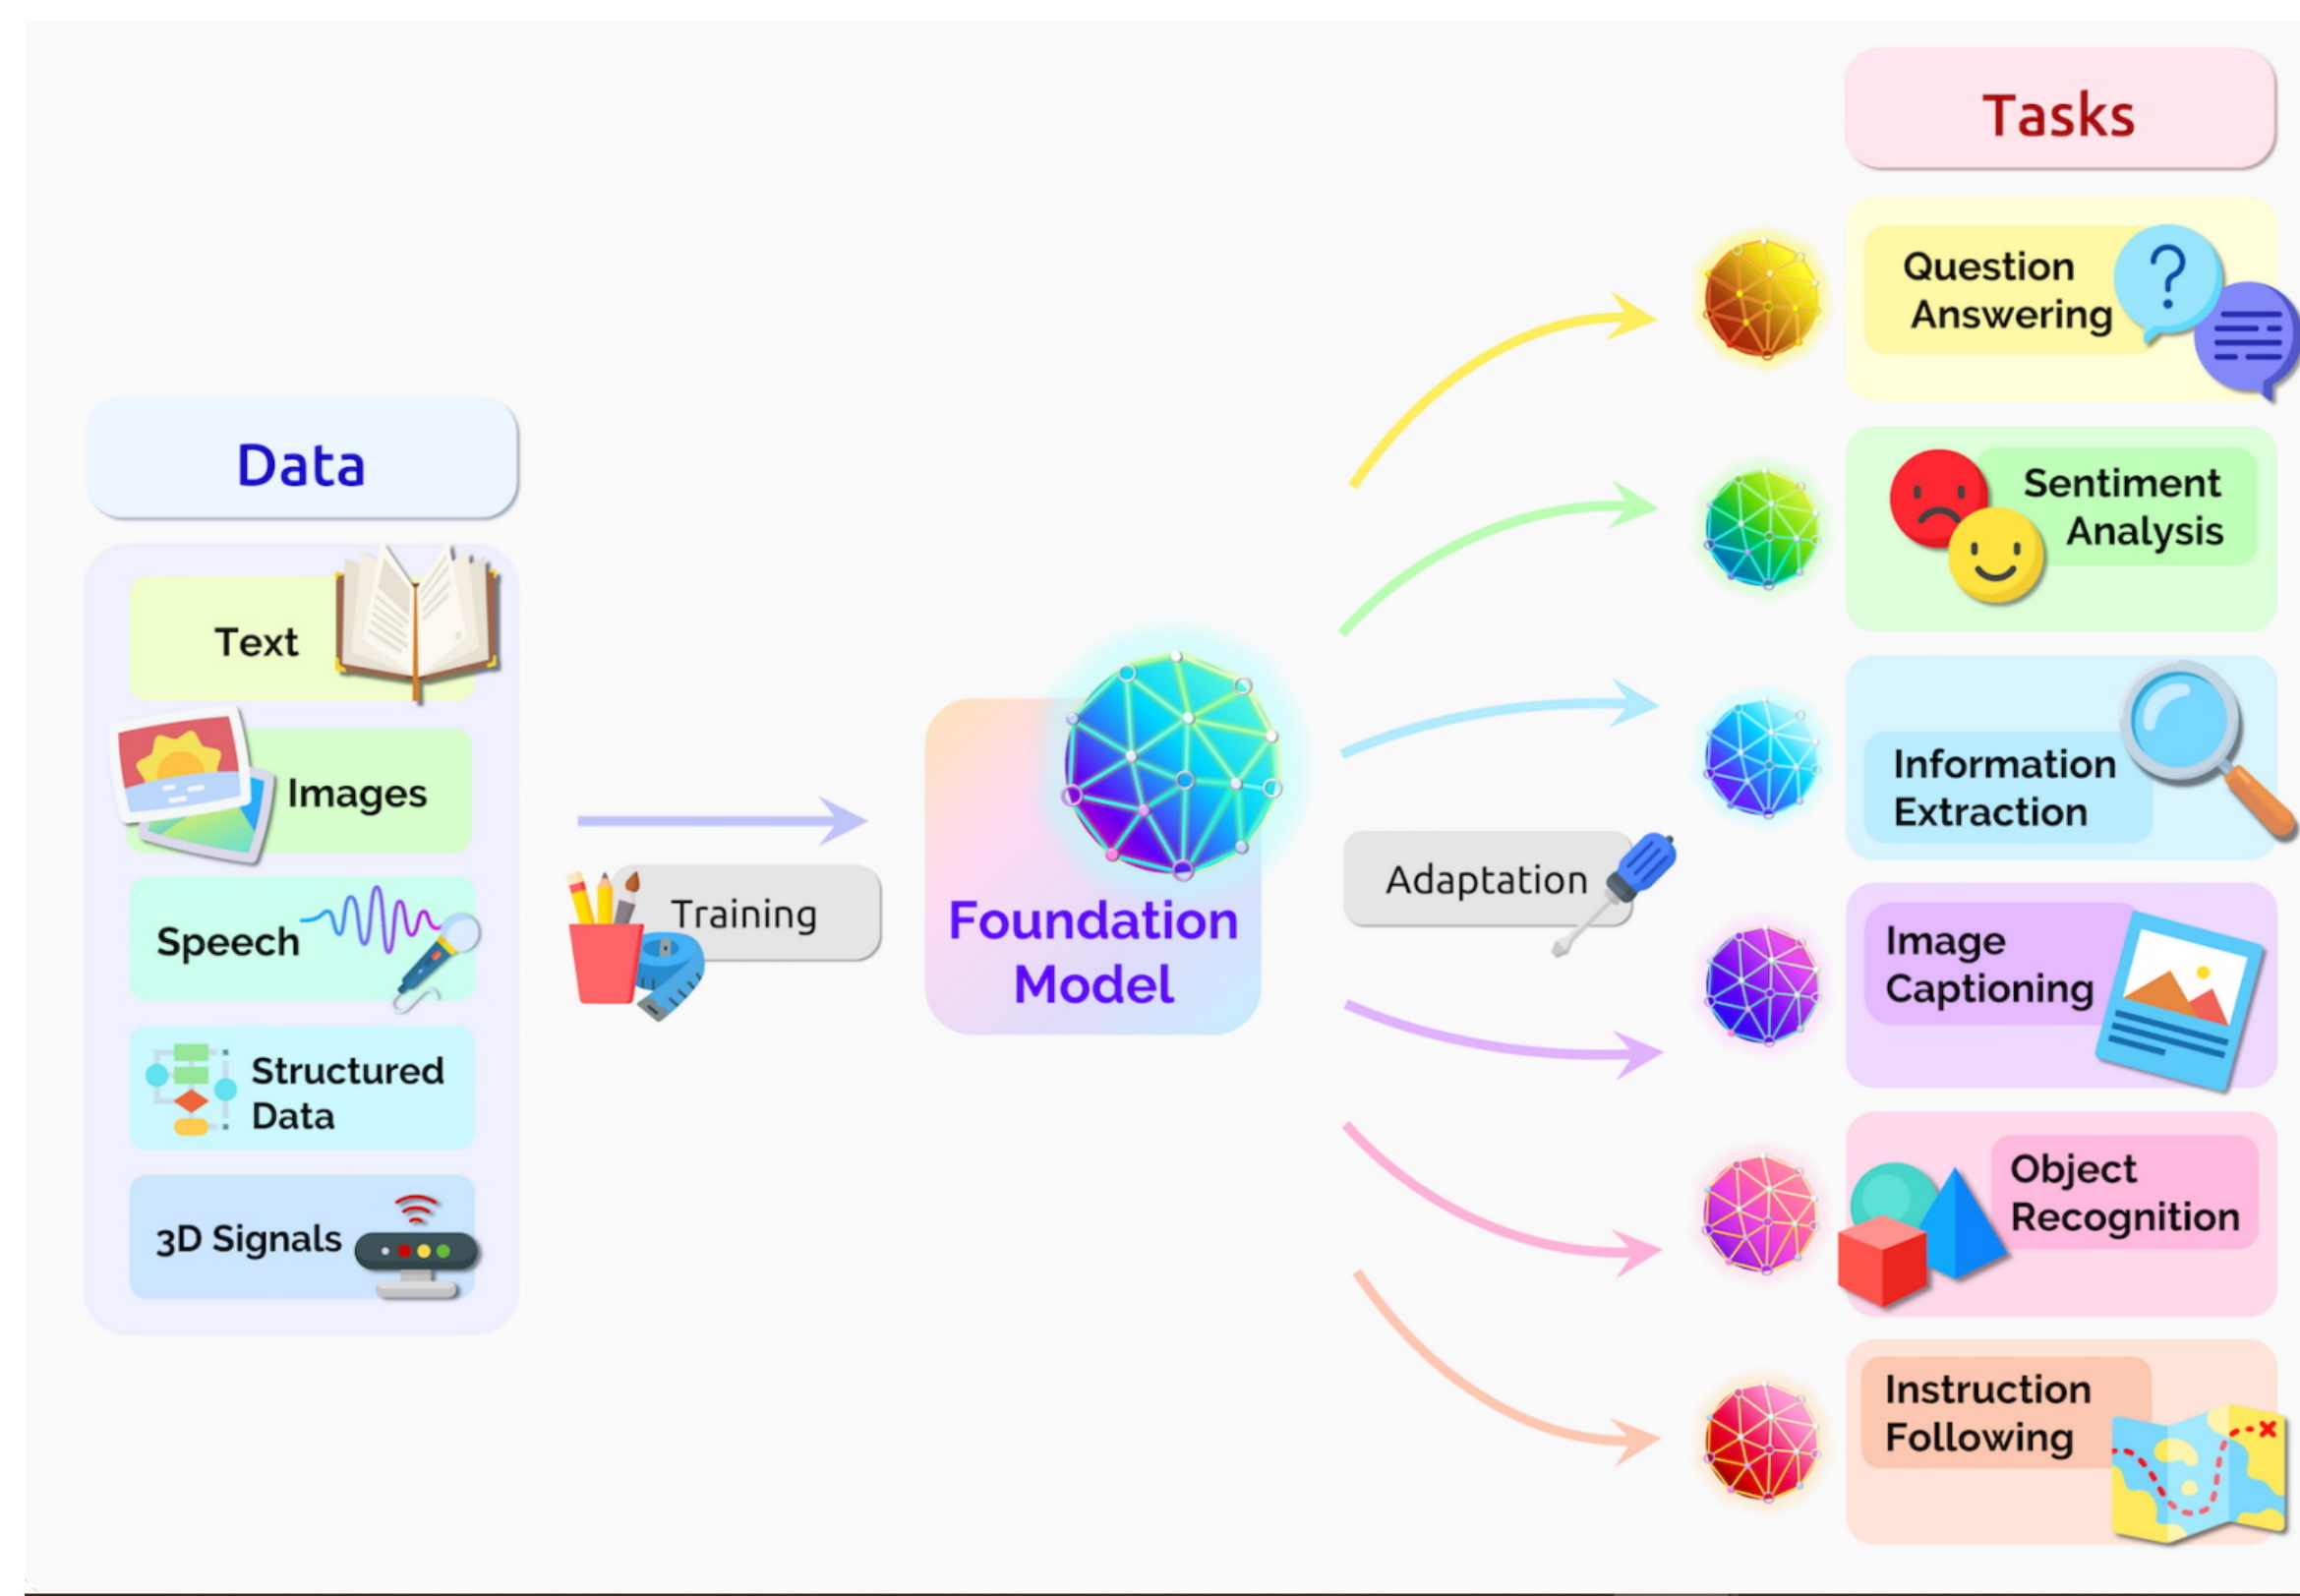 Data
Text
Images
Speech
Structured
Data
3D Signals
Training
Foundation
Model
Adaptation
Tasks
Question
Answering
Sentiment
Analysis
Information
Extraction
Image
Captioning
Object
Recognition
Instruction
Following